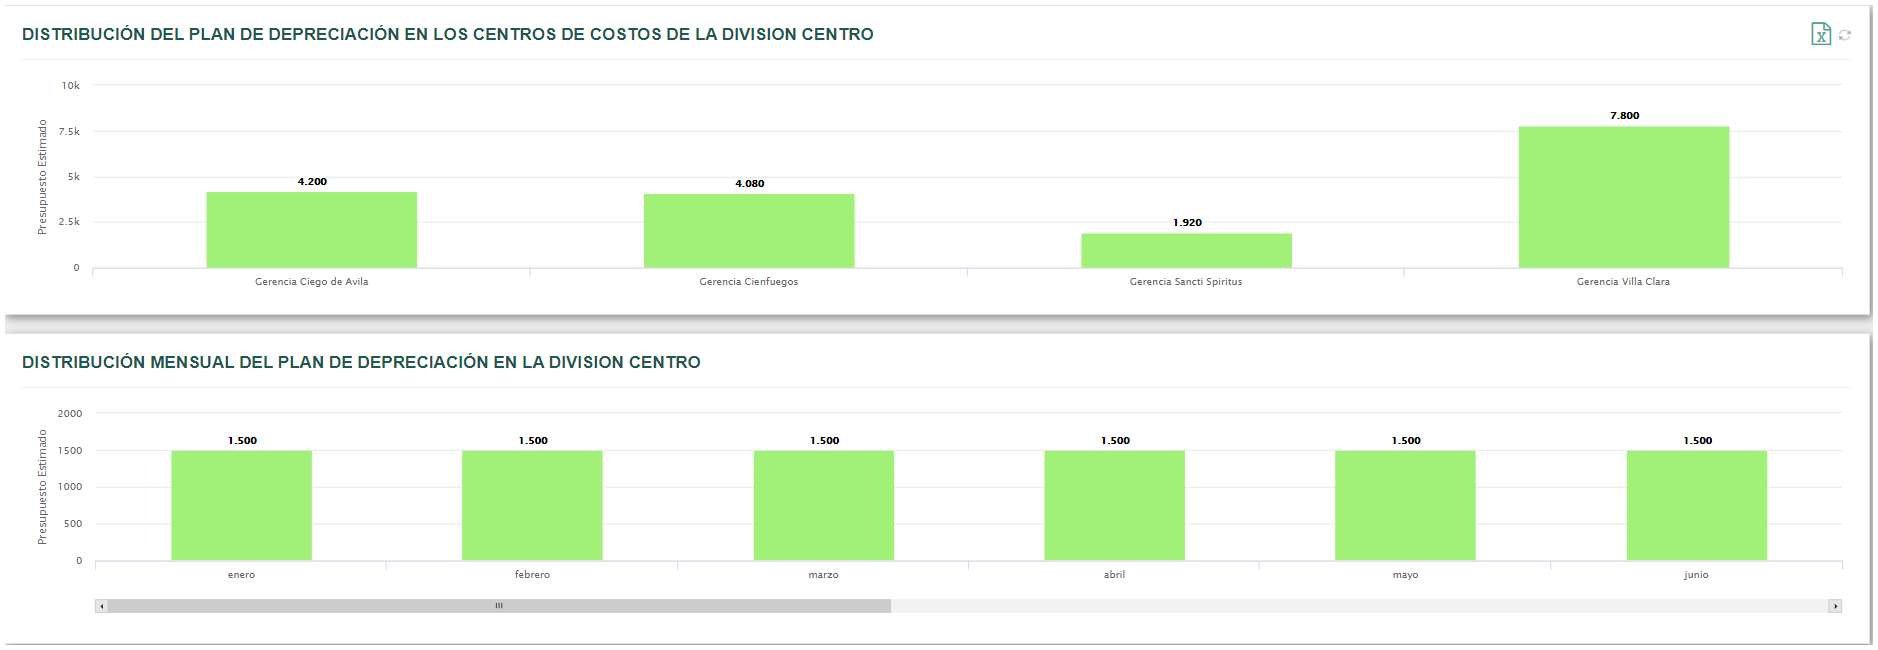 DISTRIBUCIÓN DEL PLAN DE DEPRECIACIÓN EN LOS CENTROS DE COSTOS DE LA DIVISION CENTRO
X
Presupuesto Estimado
10k
7.5k
5k
2.5k
0
4.200
4.080
1.920
7.800
Gerencia Ciego de Avila
Gerencia Cienfuegos
Gerencia Sancti Spiritus
Gerencia Villa Clara
DISTRIBUCIÓN MENSUAL DEL PLAN DE DEPRECIACIÓN EN LA DIVISION CENTRO
Presupuesto Estimado
2000
1500
1000
500
0
1.500
1.500
1.500
1.500
1.500
1.500
enero
febrero
marzo
abril
mayo
junio